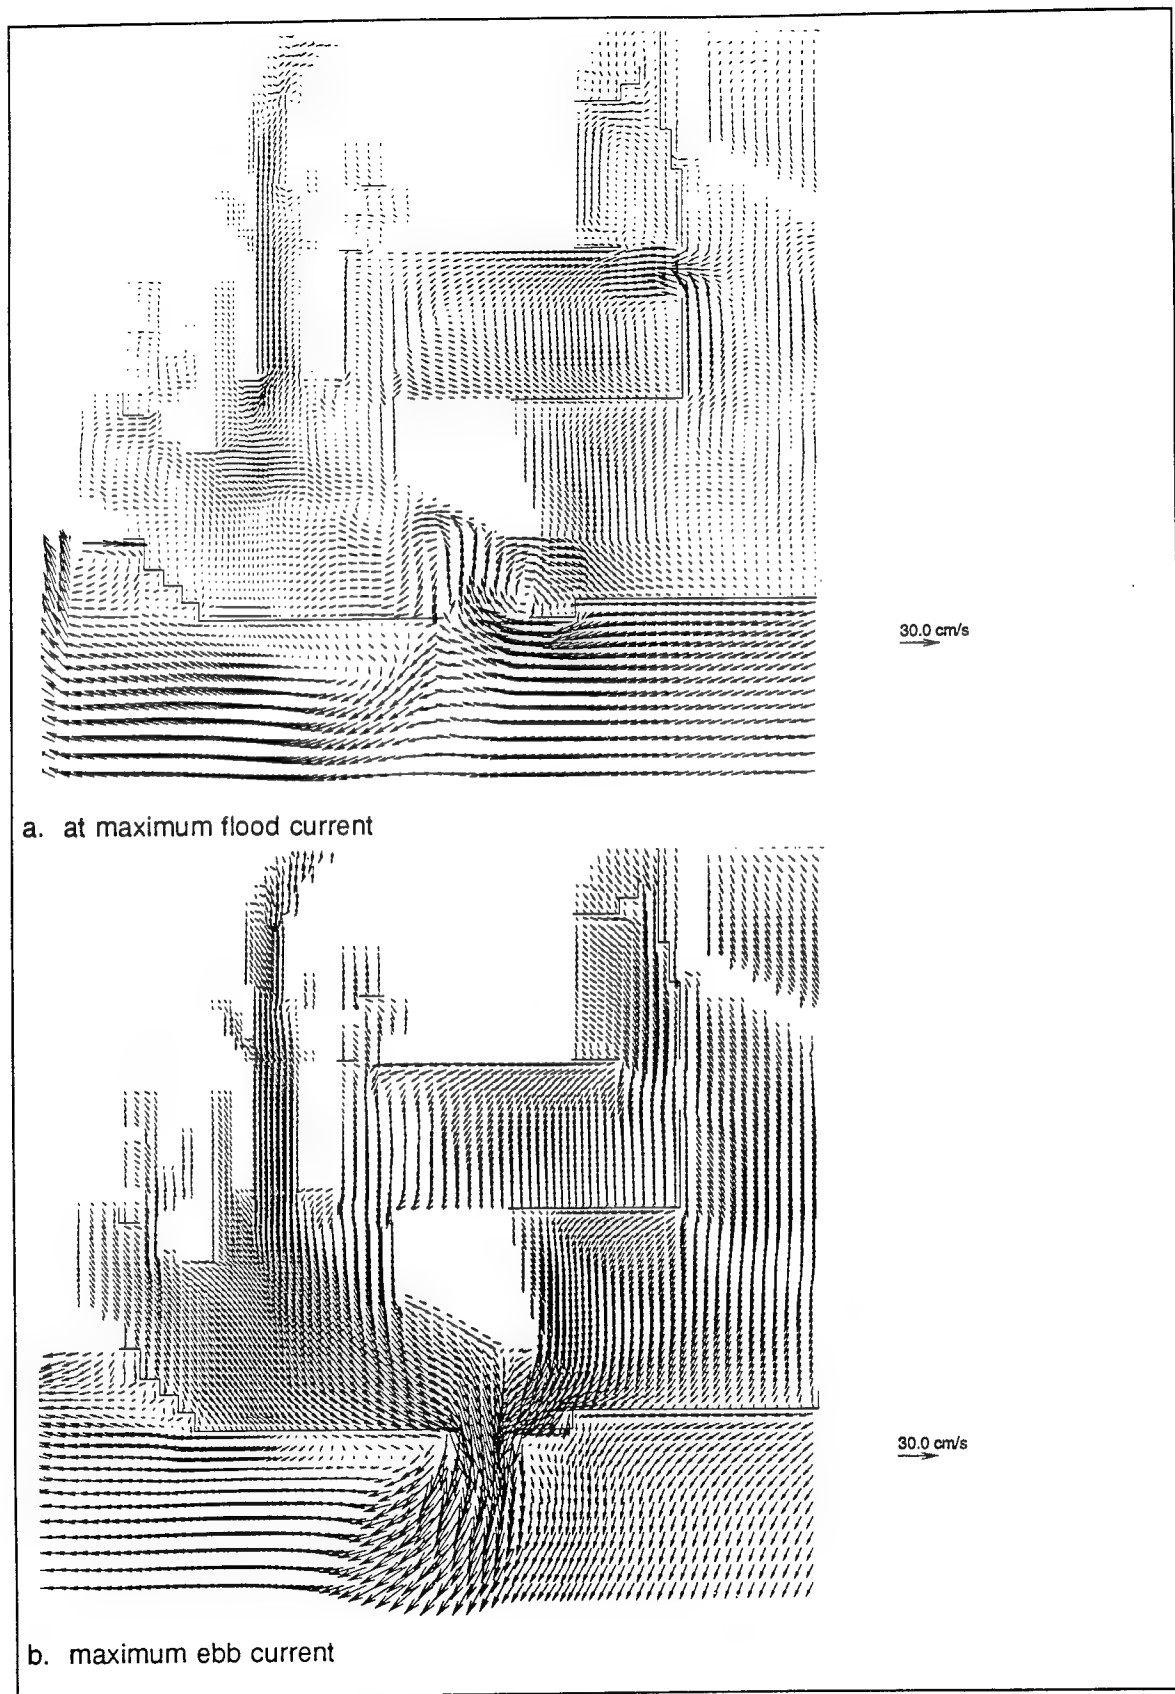 30.0 cm/s
a. at maximum flood current
30.0 cm/s
b. maximum ebb current